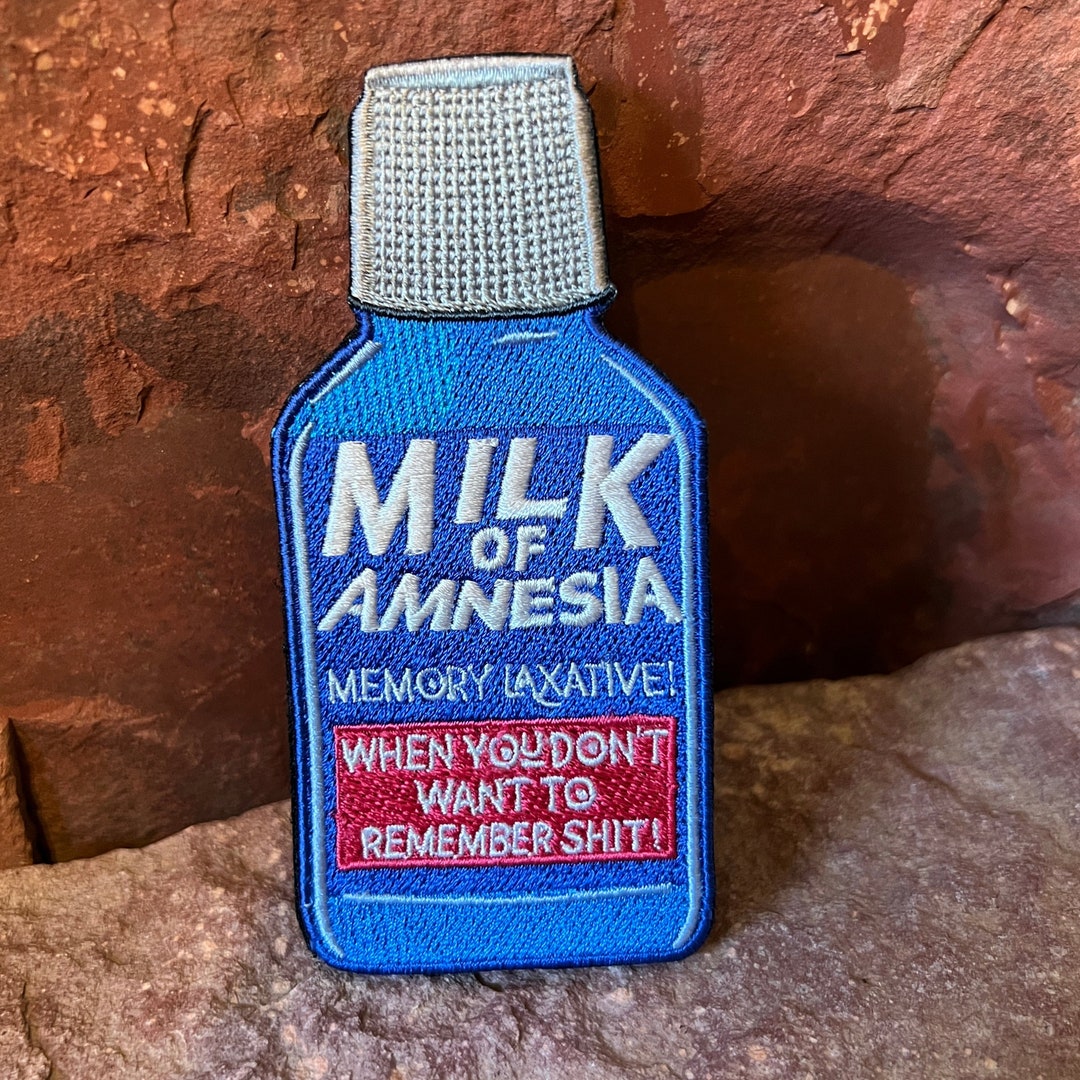 MILK
OF
AMNESIA
MEMORY LAXATIVE!
WHEN YOU DON'T
WANT TO
REMEMBER SHIT!